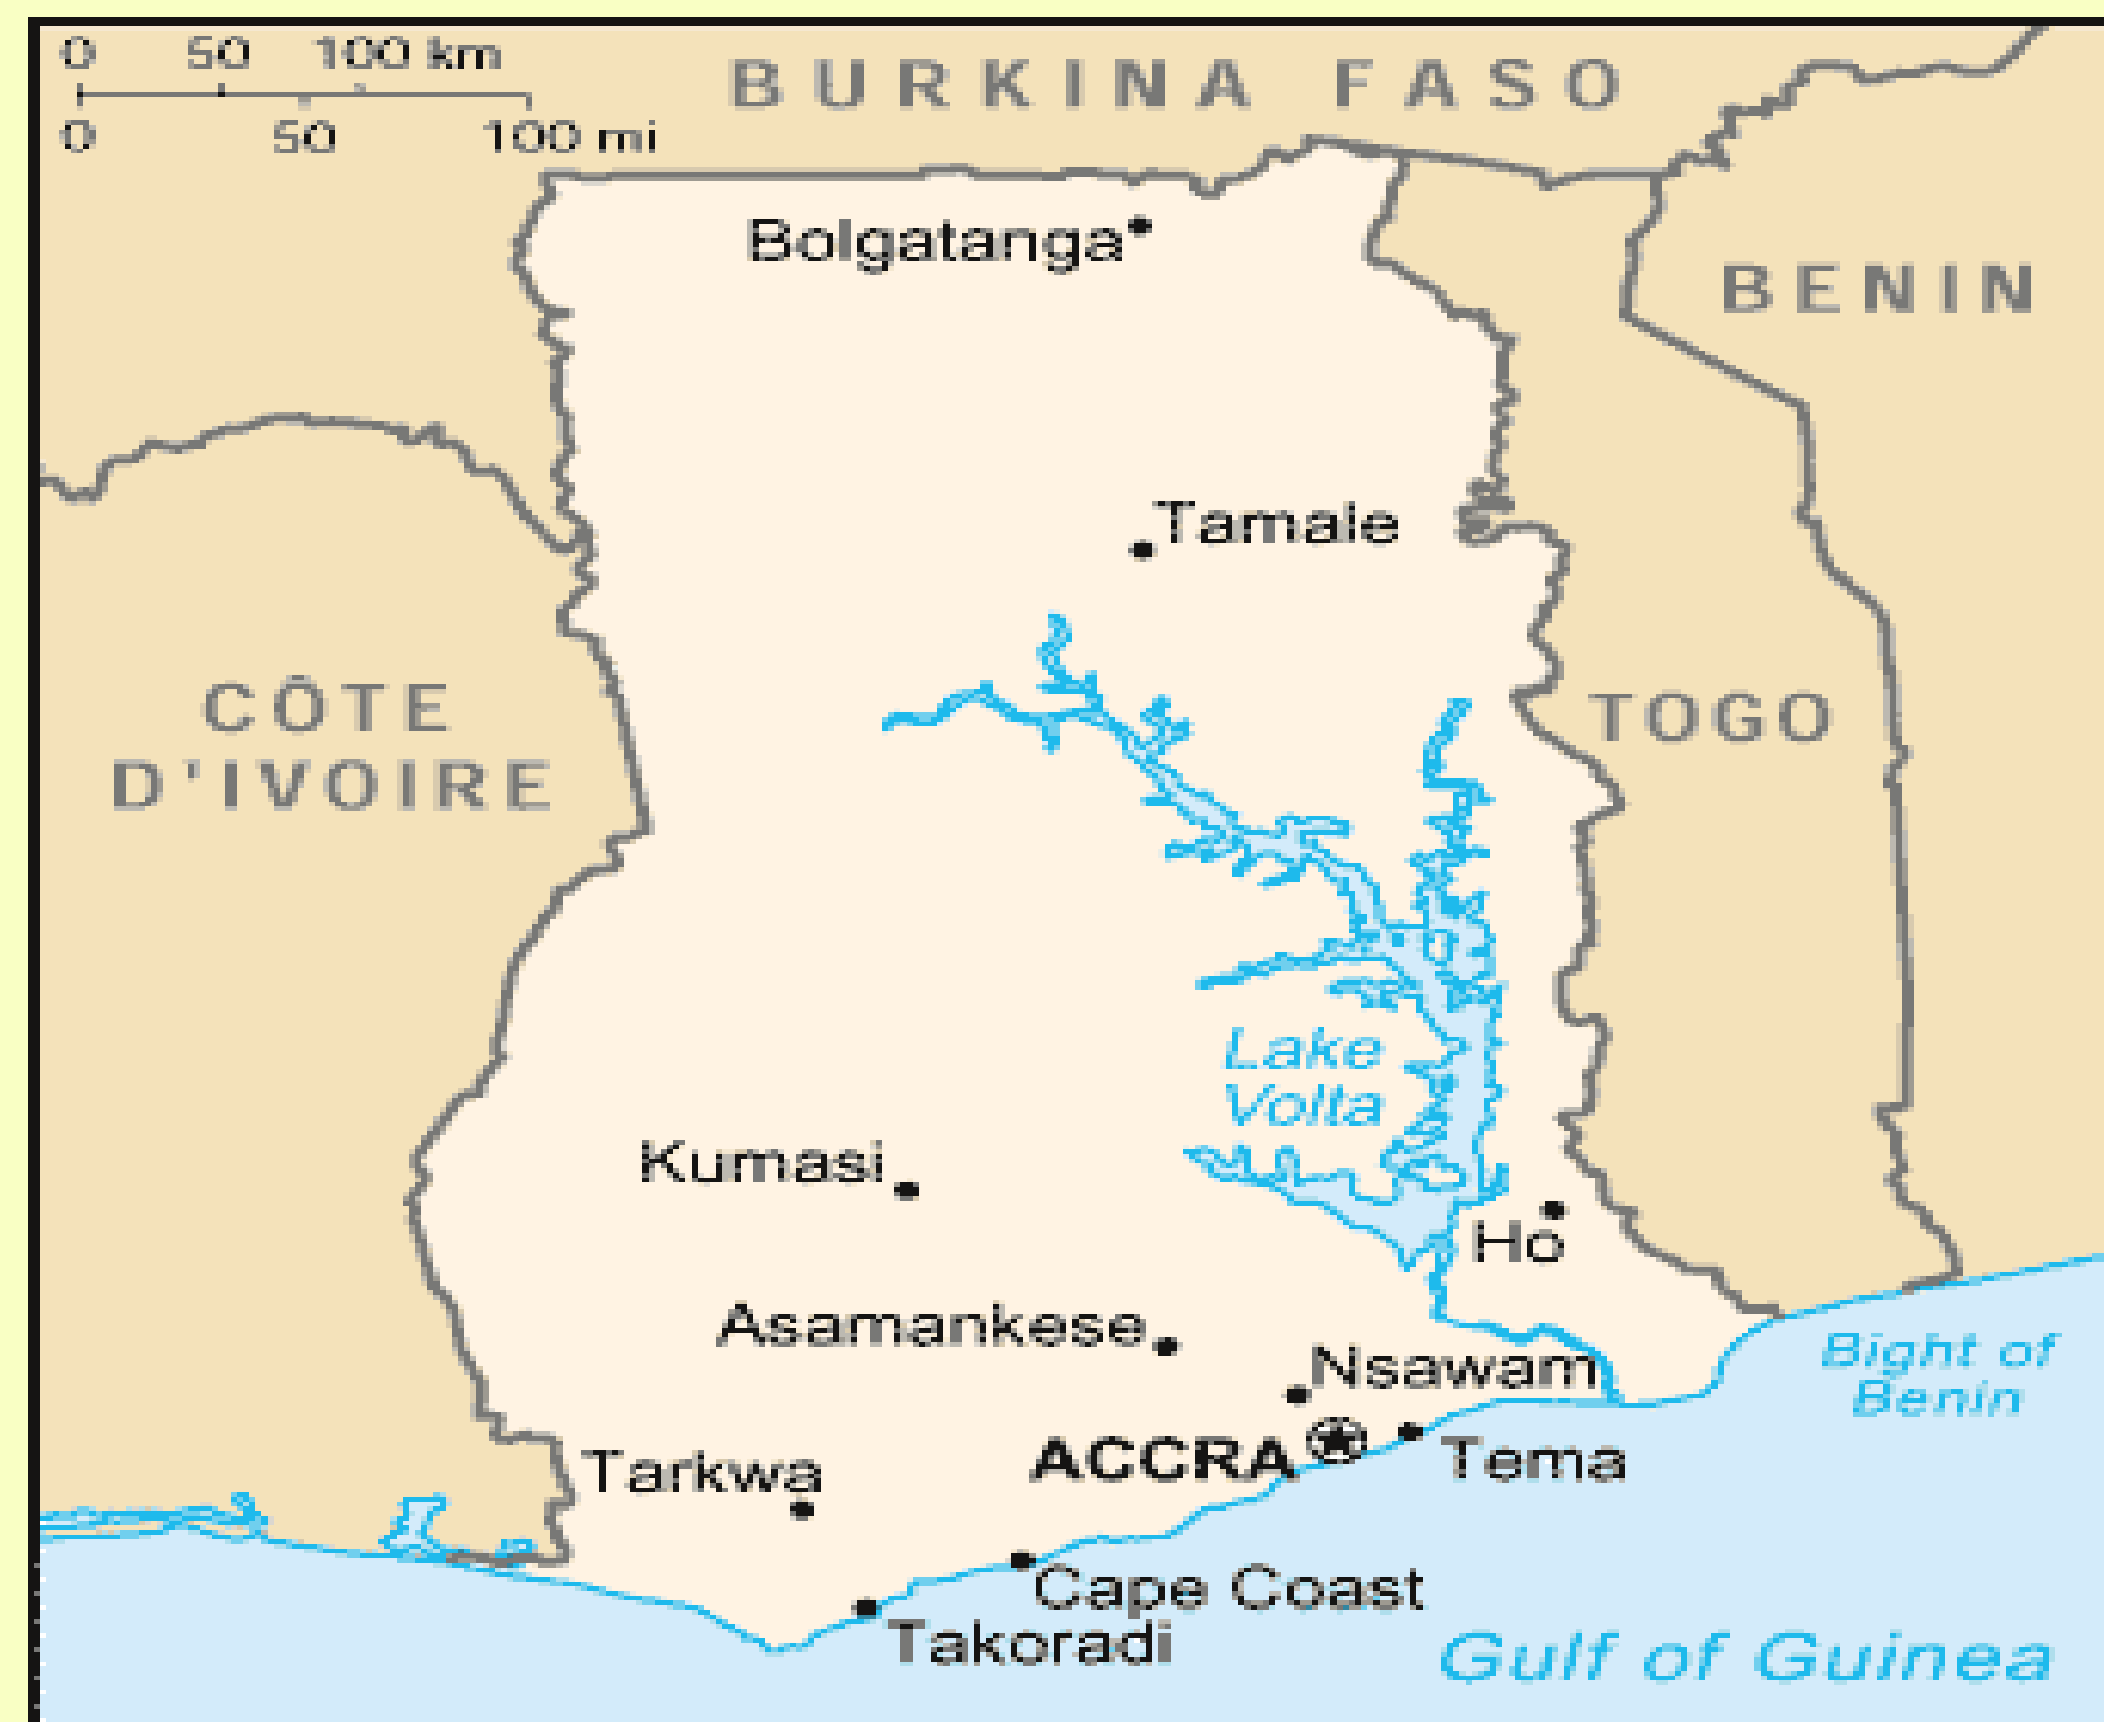 0 50 100 km
0 50 100 mi
BURKINA FASO
Bolgatanga
BENIN
Tamale
CÔTE
D'IVOIRE
TOGO
Lake
Volta
Kumasi
Ho
Asamankese
Nsawam
Bight of
Benin
ACCRA
Tema
Tarkwa
Cape Coast
Takoradi
Gulf of Guinea